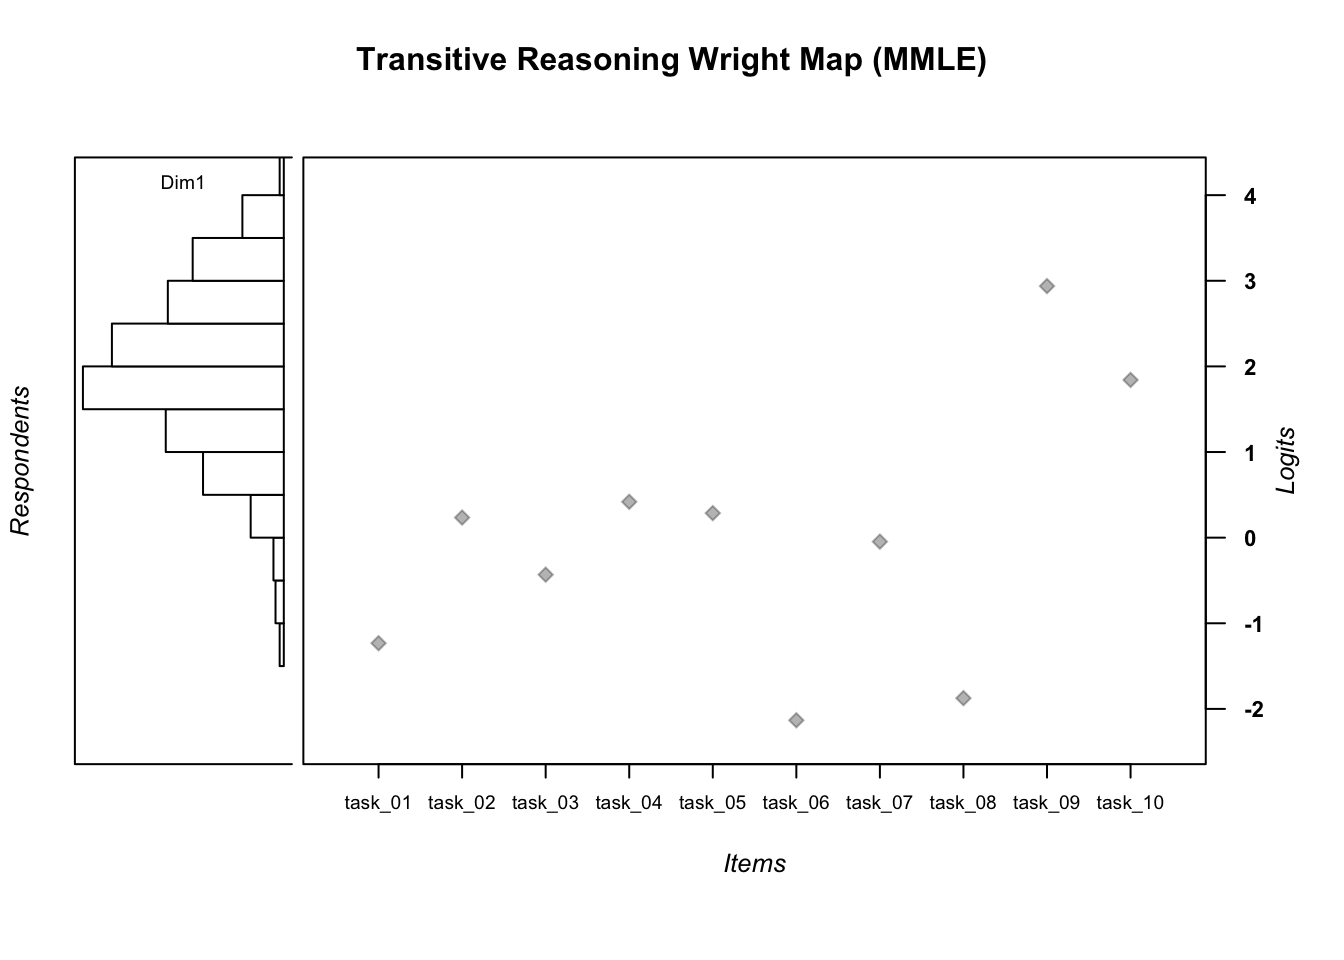 Transitive Reasoning Wright Map (MMLE)
Dim1
Respondents
4
3
2
1
0
-1
-2
Logits
task_01 task_02 task_03 task_04 task_05 task_06 task_07 task_08 task_09 task_10
Items